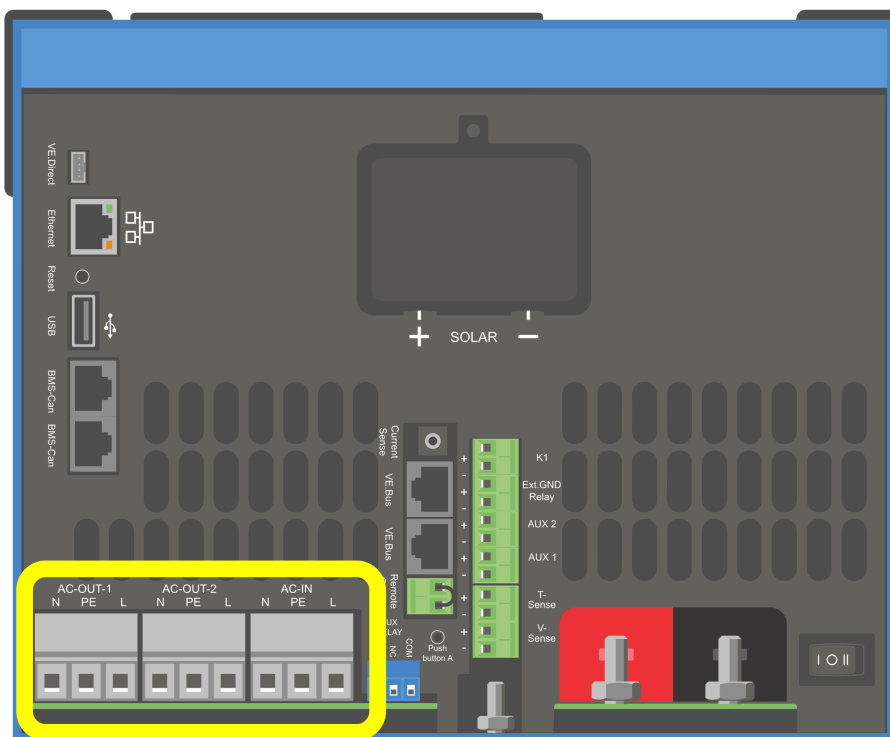 VE.Direct
Ethernet
Reset
USB
BMS-Can
BMS-Can
+ SOLAR −
Current
Sense
VE.Bus
VE.Bus
Remote
+
-
+
-
+
-
+
-
+
-
+
-
K1
Ext.GND
Relay
AUX 2
AUX 1
T-
Sense
V-
Sense
AC-OUT-1
N PE L
AC-OUT-2
N PE L
AC-IN
N PE L
NC
COM
Push
button A
I O II